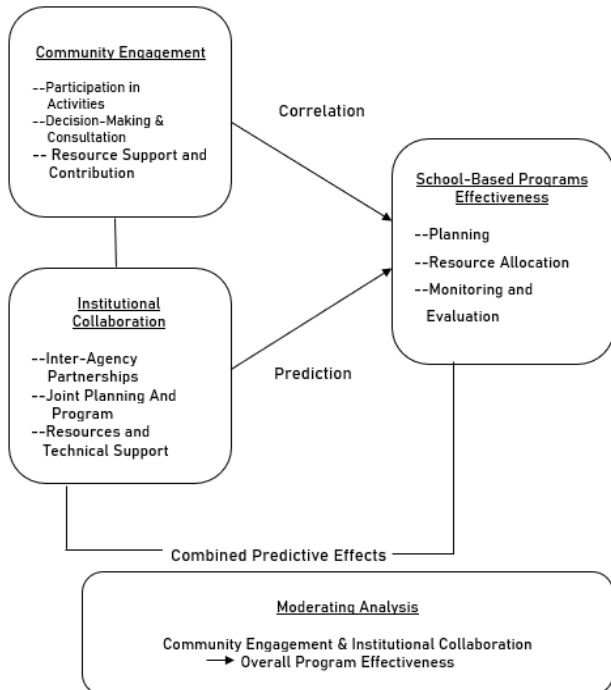 Community Engagement
--Participation in
Activities
--Decision-Making &
Consultation
-- Resource Support and
Contribution
Correlation
School-Based Programs
Effectiveness
--Planning
--Resource Allocation
--Monitoring and
Evaluation
Institutional
Collaboration
--Inter-Agency
Partnerships
--Joint Planning And
Program
--Resources and
Technical Support
Prediction
Combined Predictive Effects
Moderating Analysis
Community Engagement & Institutional Collaboration
Overall Program Effectiveness